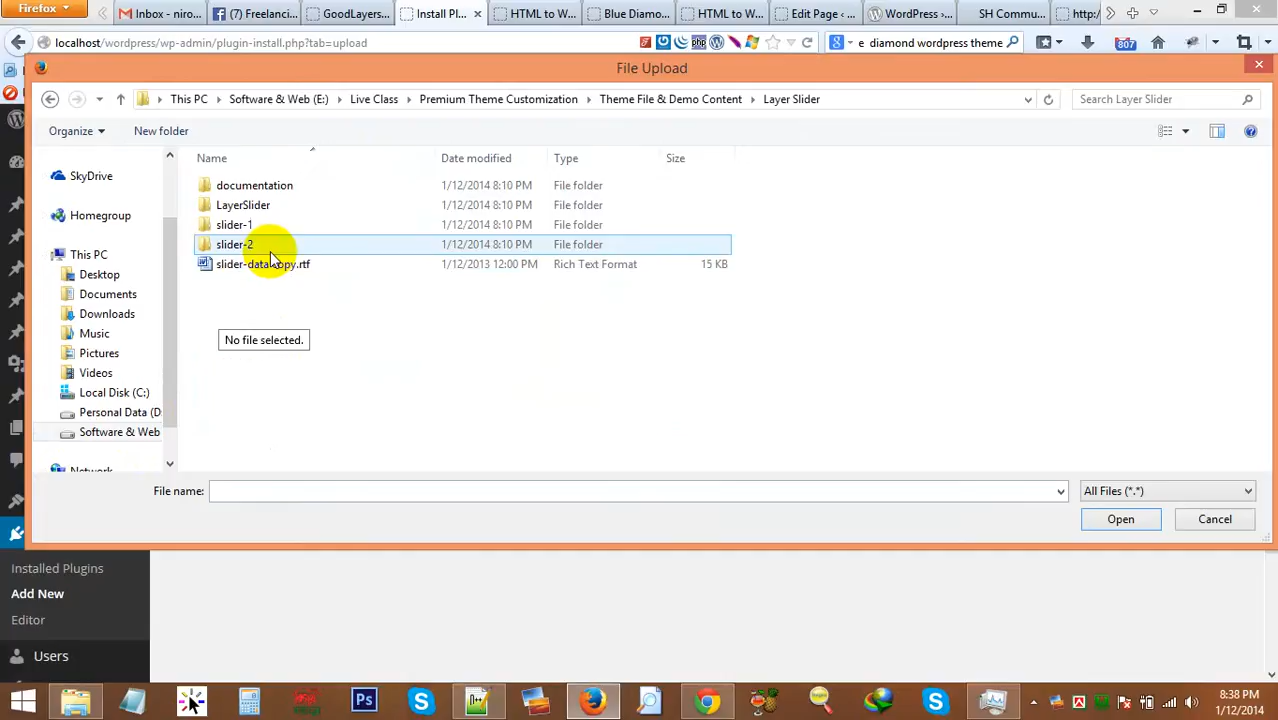 Firefox
Inbox - niro...
(7) Freelanci...
GoodLayers...
Install Pl...
HTML to W...
Blue Diamo...
HTML to W...
Edit Page ‹ ...
WordPress ›...
SH Commu...
http:/
localhost/wordpress/wp-admin/plugin-install.php?tab=upload
e diamond wordpress theme
807
File Upload
This PC
Software & Web (E:)
Live Class
Premium Theme Customization
Theme File & Demo Content
Layer Slider
Search Layer Slider
Organize
New folder
Name
Date modified
Type
Size
SkyDrive
Homegroup
This PC
Desktop
Documents
Downloads
Music
Pictures
Videos
Local Disk (C:)
Personal Data (D
Software & Web
Network
documentation 1/12/2014 8:10 PM File folder
LayerSlider 1/12/2014 8:10 PM File folder
slider-1 1/12/2014 8:10 PM File folder
slider-2 1/12/2014 8:10 PM File folder
1/12/2013 12:00 PM Rich Text Format 15 KB
No file selected.
File name:
All Files (*.*)
Open
Cancel
Installed Plugins
Add New
Editor
Users
Ps
8:38 PM
1/12/2014